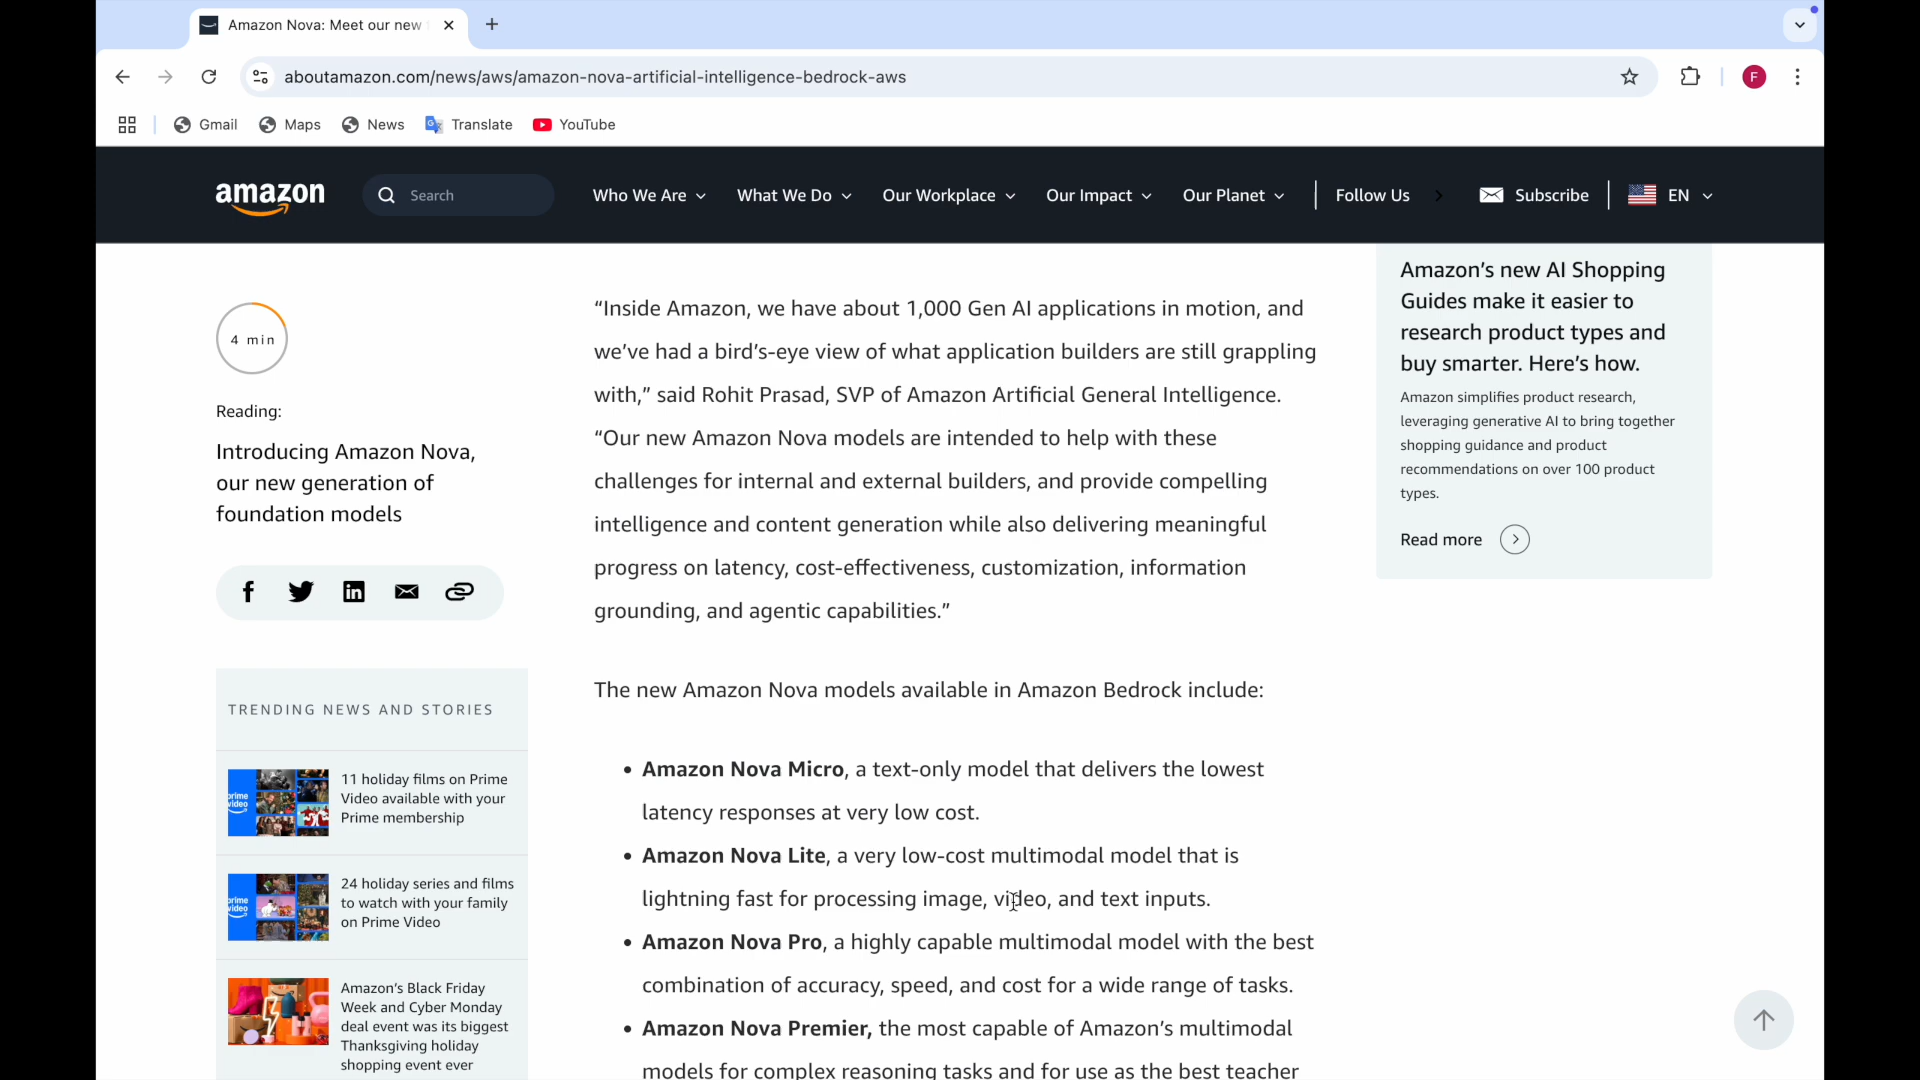 Amazon Nova: Meet our new
aboutamazon.com/news/aws/amazon-nova-artificial-intelligence-bedrock-aws
F
Gmail
Maps
News
Translate
YouTube
amazon
Search
Who We Are
What We Do
Our Workplace
Our Impact
Our Planet
Follow Us
Subscribe
EN
4 min
Reading:
Introducing Amazon Nova,
our new generation of
foundation models
TRENDING NEWS AND STORIES
prime
video
11 holiday films on Prime
Video available with your
Prime membership
prime
video
24 holiday series and films
to watch with your family
on Prime Video
Amazon’s Black Friday
Week and Cyber Monday
deal event was its biggest
Thanksgiving holiday
shopping event ever
“Inside Amazon, we have about 1,000 Gen AI applications in motion, and
we’ve had a bird’s-eye view of what application builders are still grappling
with,” said Rohit Prasad, SVP of Amazon Artificial General Intelligence.
“Our new Amazon Nova models are intended to help with these
challenges for internal and external builders, and provide compelling
intelligence and content generation while also delivering meaningful
progress on latency, cost-effectiveness, customization, information
grounding, and agentic capabilities.”
The new Amazon Nova models available in Amazon Bedrock include:
• Amazon Nova Micro, a text-only model that delivers the lowest
latency responses at very low cost.
• Amazon Nova Lite, a very low-cost multimodal model that is
lightning fast for processing image, video, and text inputs.
• Amazon Nova Pro, a highly capable multimodal model with the best
combination of accuracy, speed, and cost for a wide range of tasks.
• Amazon Nova Premier, the most capable of Amazon’s multimodal
models for complex reasoning tasks and for use as the best teacher
Amazon’s new AI Shopping
Guides make it easier to
research product types and
buy smarter. Here’s how.
Amazon simplifies product research,
leveraging generative AI to bring together
shopping guidance and product
recommendations on over 100 product
types.
Read more